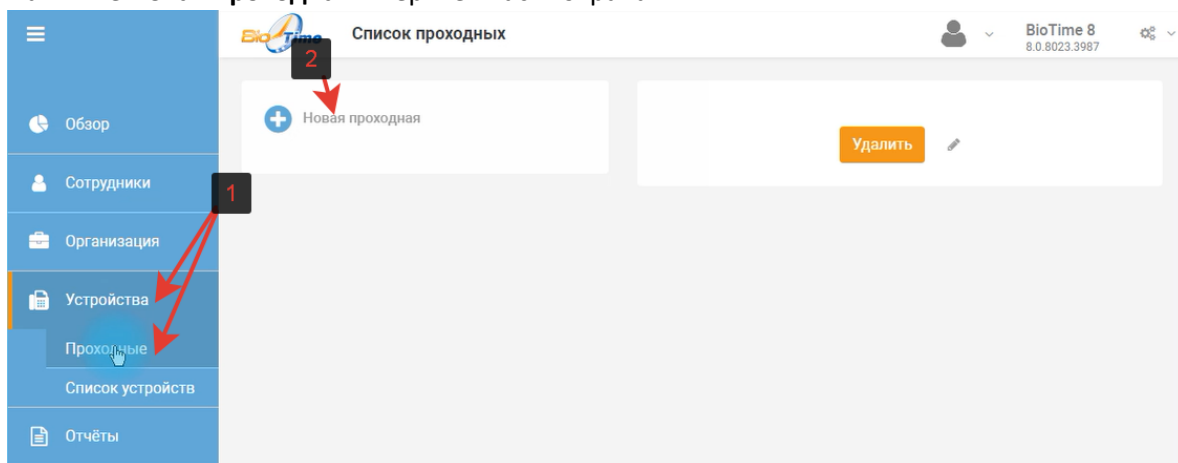 BioTime
Список проходных
BioTime 8
8.0.8023.3987
2
Новая проходная
Удалить
Обзор
Сотрудники
1
Организация
Устройства
Проходные
Список устройств
Отчёты